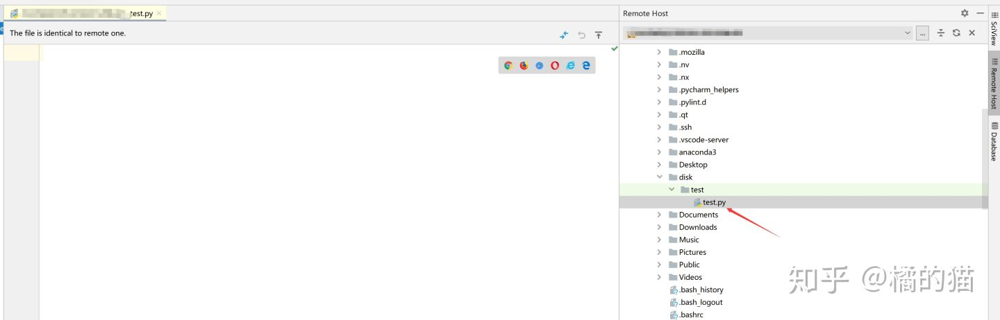 test.py
Remote Host
The file is identical to remote one.
...
.mozilla
.nv
.nx
.pycharm_helpers
.pylint.d
.qt
.ssh
.vscode-server
anaconda3
Desktop
disk
test
test.py
Documents
Downloads
Music
Pictures
Public
Videos
.bash_history
.bash_logout
.bashrc
SciView
Remote Host
Database
知乎 @橘的猫